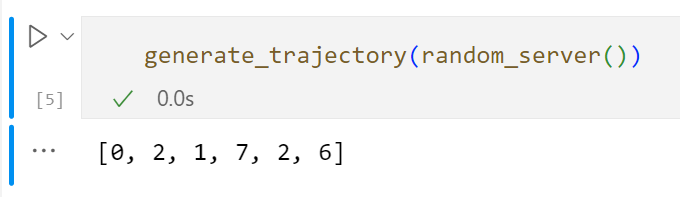 generate_trajectory(random_server())
[5]
0.0s
...
[0, 2, 1, 7, 2, 6]